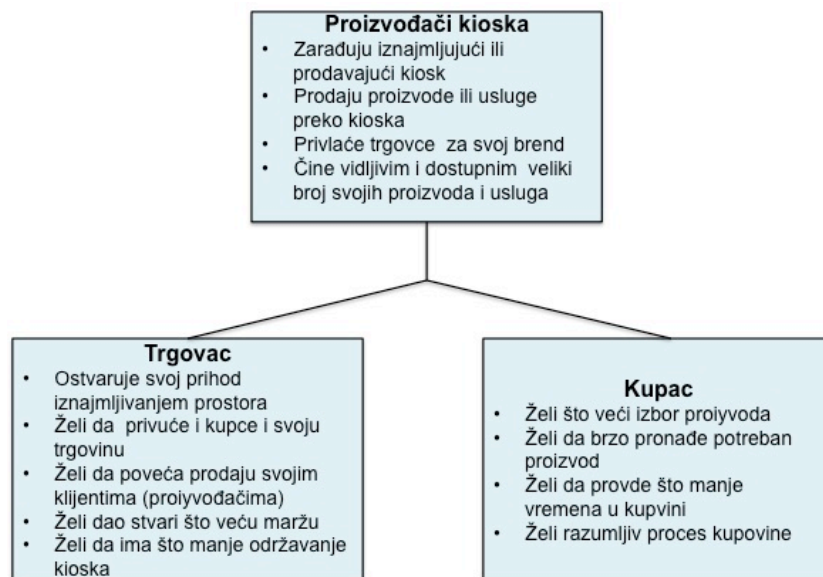 Proizvođači kioska
• Zarađuju iznajmljujući ili
prodavajući kiosk
• Prodaju proizvode ili usluge
preko kioska
• Privlaće trgovce za svoj brend
• Čine vidljivim i dostupnim veliki
broj svojih proizvoda i usluga
Trgovac
• Ostvaruje svoj prihod
iznajmljivanjem prostora
• Želi da privuće i kupce i svoju
trgovinu
• Želi da poveća prodaju svojim
klijentima (proiyvođačima)
• Želi dao stvari što veću maržu
• Želi da ima što manje održavanje
kioska
Kupac
• Želi što veći izbor proiyvoda
• Želi da brzo pronađe potreban
proizvod
• Želi da provde što manje
vremena u kupvini
• Želi razumljiv proces kupovine